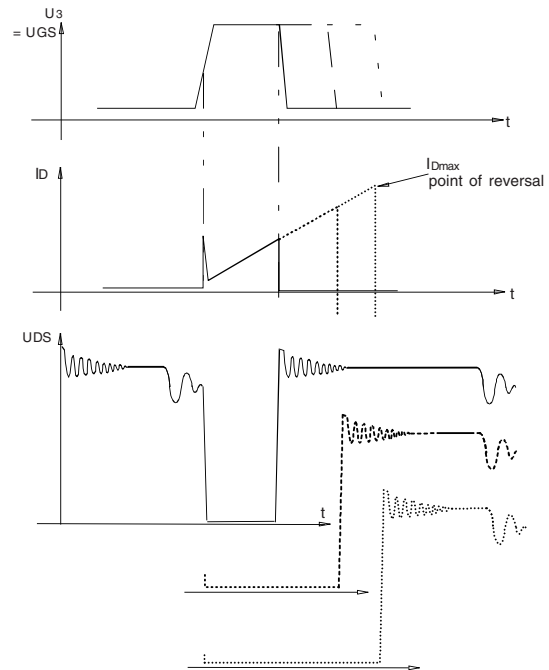 U3
= UGS
t
ID
IDmax
point of reversal
t
UDS
t